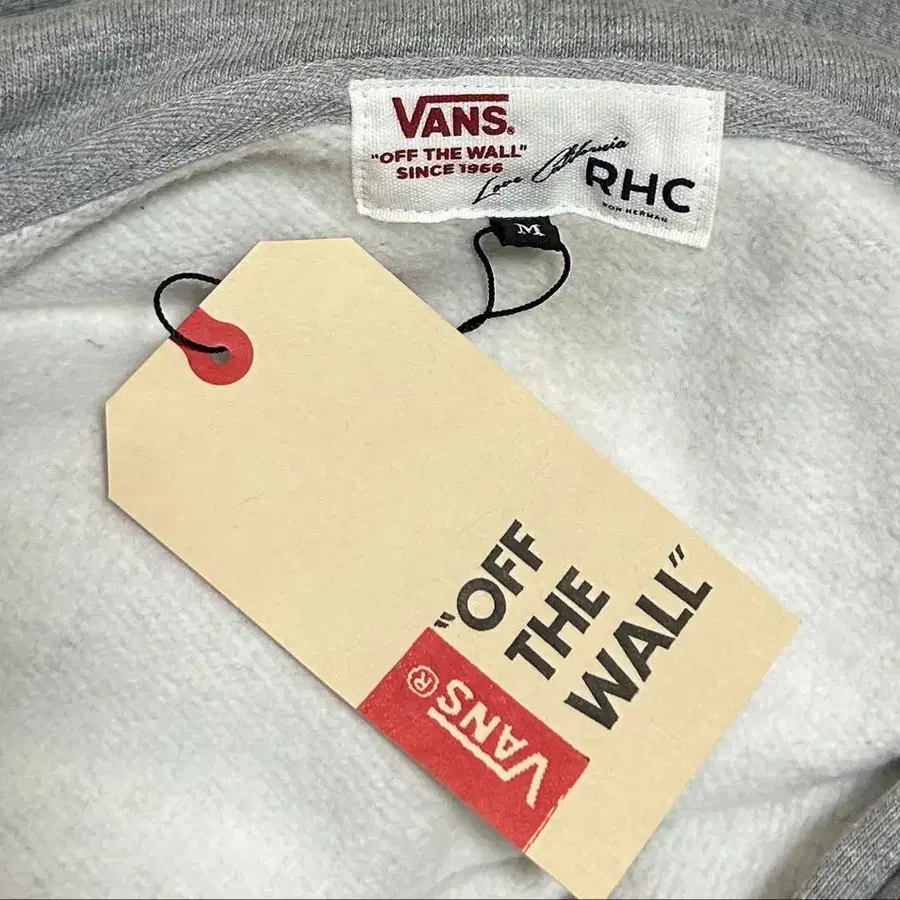 VANS®
"OFF THE WALL"
SINCE 1966
Love California
RHC
RON HERMAN
M
"OFF
THE
WALL"
VANS®